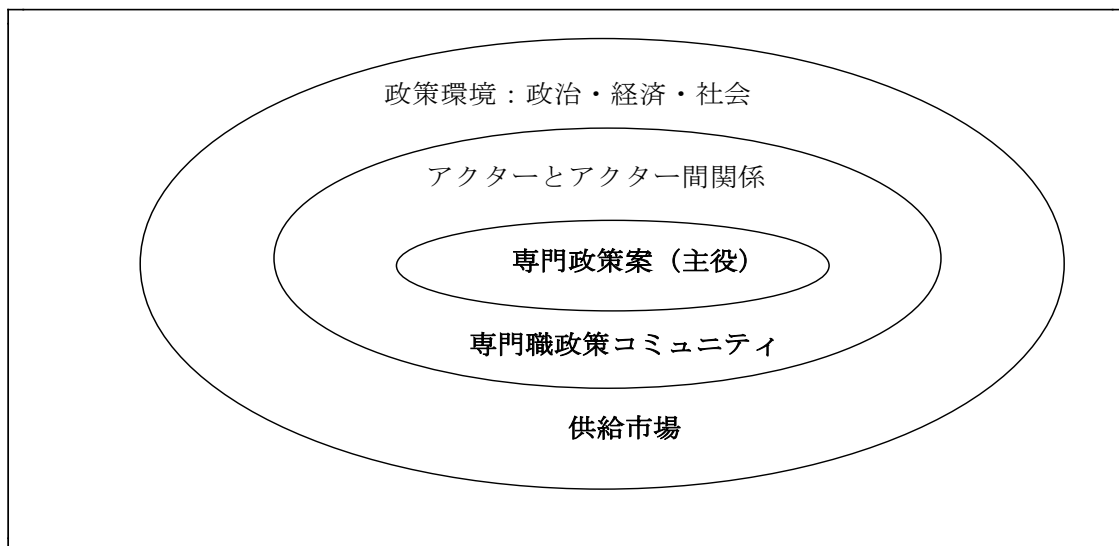 政策環境：政治・経済・社会
アクターとアクター間関係
専門政策案（主役）
専門職政策コミュニティ
供給市場